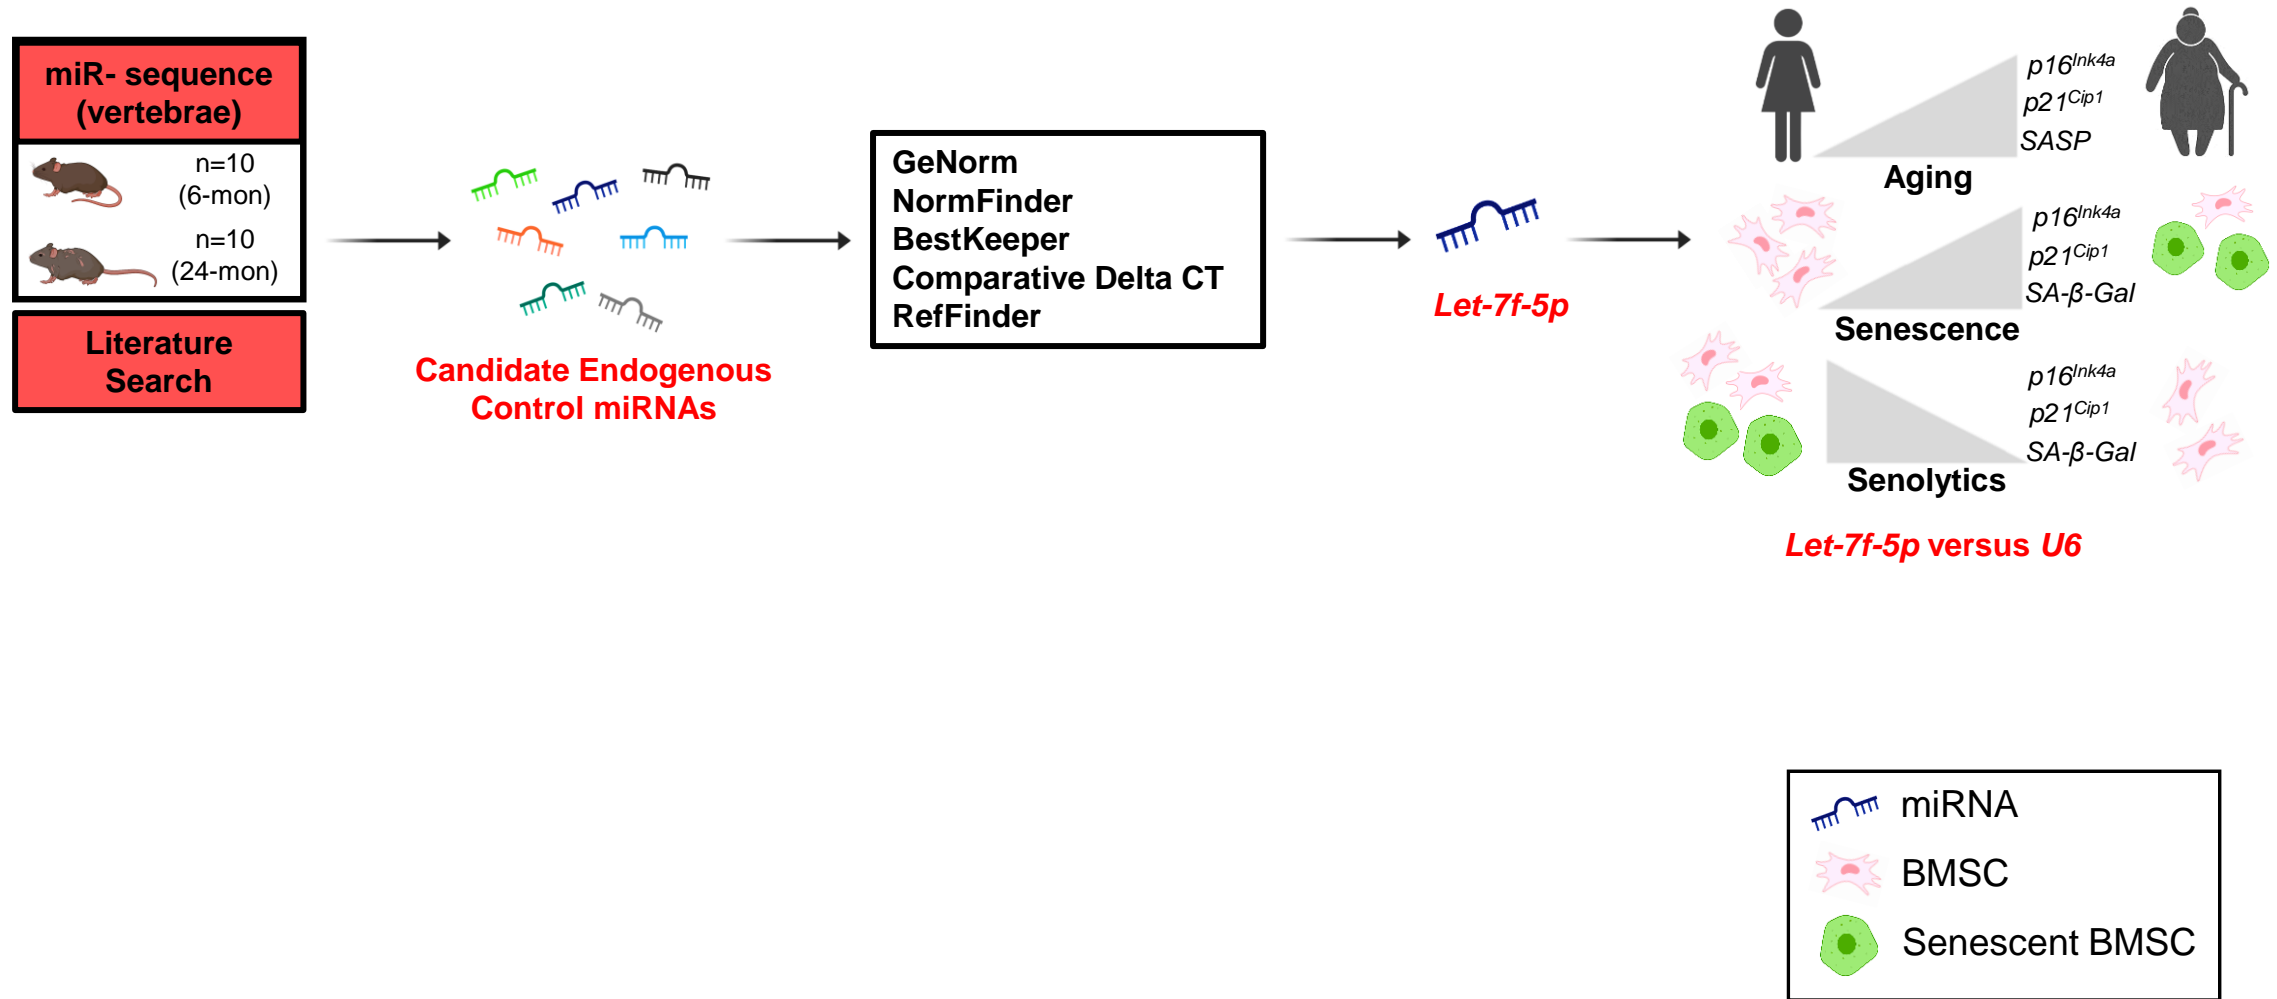 miR- sequence
(vertebrae)
n=10
(6-mon)
n=10
(24-mon)
Literature
Search
Candidate Endogenous
Control miRNAs
GeNorm
NormFinder
BestKeeper
Comparative Delta CT
RefFinder
Let-7f-5p
p16Ink4a
p21Cip1
SASP
Aging
p16Ink4a
p21Cip1
SA-β-Gal
Senescence
p16Ink4a
p21Cip1
SA-β-Gal
Senolytics
Let-7f-5p versus U6
miRNA
BMSC
Senescent BMSC